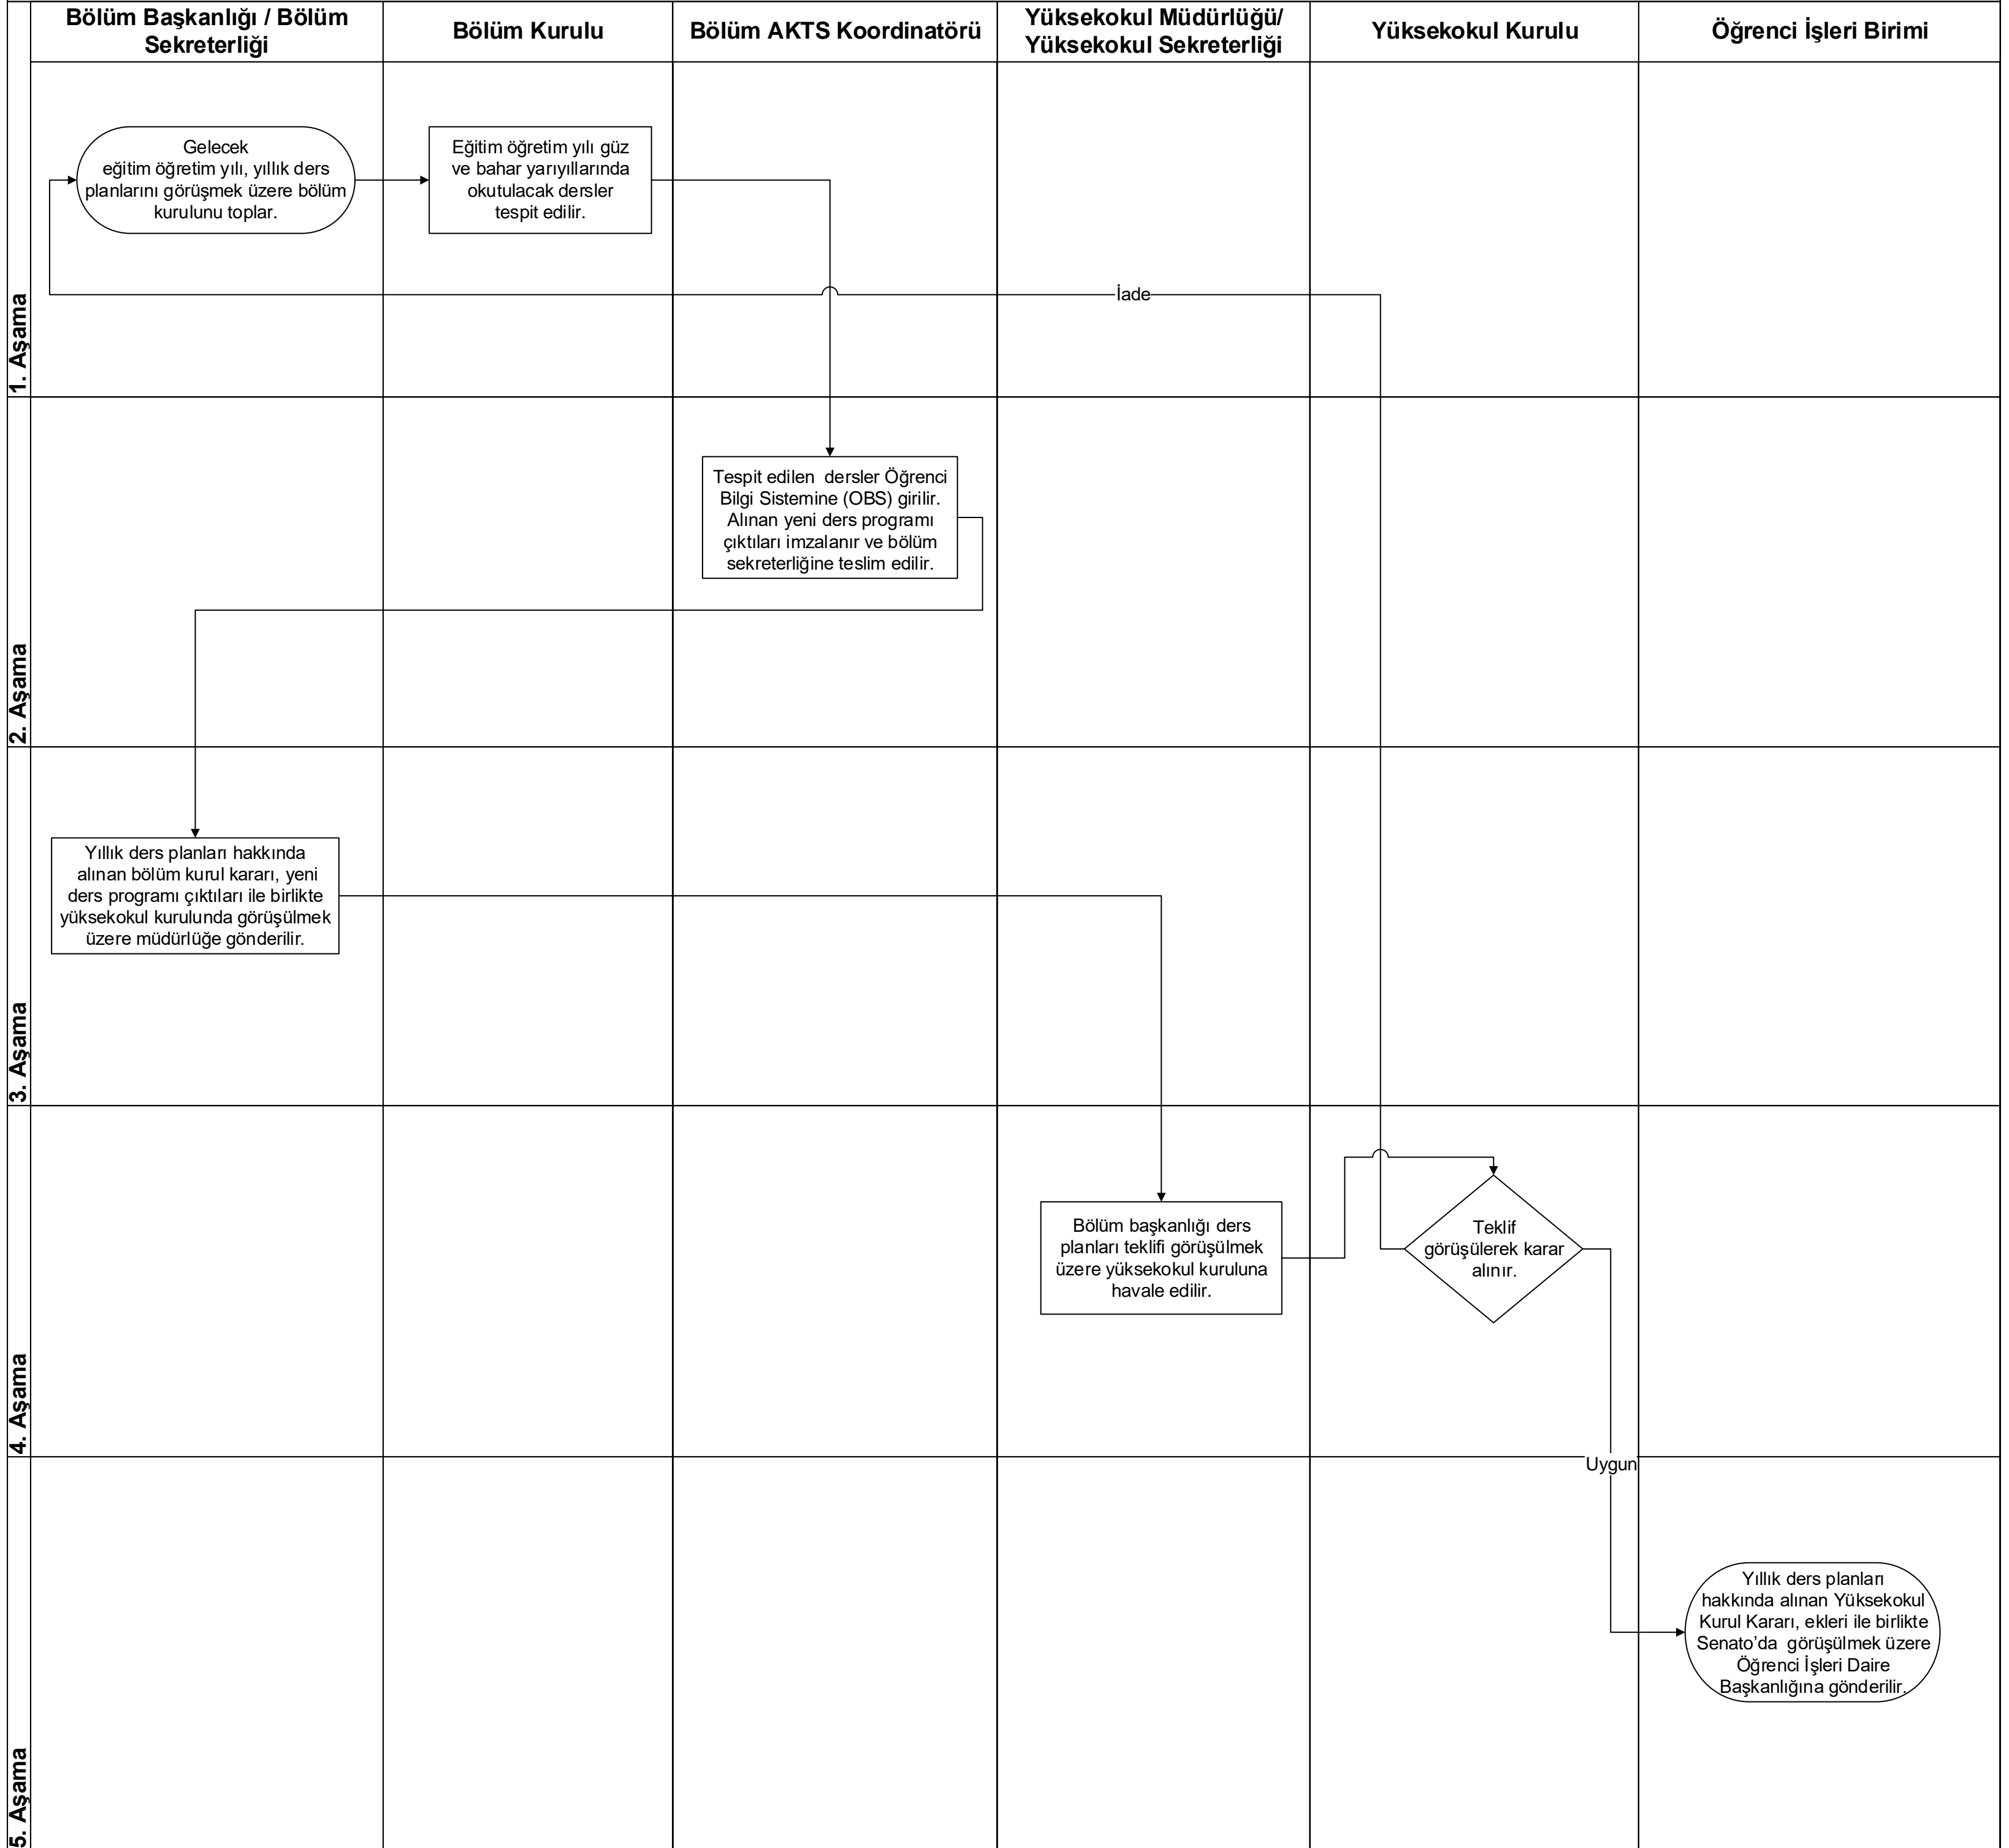 Bölüm Başkanlığı / Bölüm
Sekreterliği
Bölüm Kurulu
Bölüm AKTS Koordinatörü
Yüksekokul Müdürlüğü/
Yüksekokul Sekreterliği
Yüksekokul Kurulu
Öğrenci İşleri Birimi
1. Aşama
Gelecek
eğitim öğretim yılı, yıllık ders
planlarını görüşmek üzere bölüm
kurulunu toplar.
Eğitim öğretim yılı güz
ve bahar yarıyıllarında
okutulacak dersler
tespit edilir.
İade
2. Aşama
Tespit edilen dersler Öğrenci
Bilgi Sistemine (OBS) girilir.
Alınan yeni ders programı
çıktıları imzalanır ve bölüm
sekreterliğine teslim edilir.
3. Aşama
Yıllık ders planları hakkında
alınan bölüm kurul kararı, yeni
ders programı çıktıları ile birlikte
yüksekokul kurulunda görüşülmek
üzere müdürlüğe gönderilir.
4. Aşama
Bölüm başkanlığı ders
planları teklifi görüşülmek
üzere yüksekokul kuruluna
havale edilir.
Teklif
görüşülerek karar
alınır.
Uygun
5. Aşama
Yıllık ders planları
hakkında alınan Yüksekokul
Kurul Kararı, ekleri ile birlikte
Senato’da görüşülmek üzere
Öğrenci İşleri Daire
Başkanlığına gönderilir.